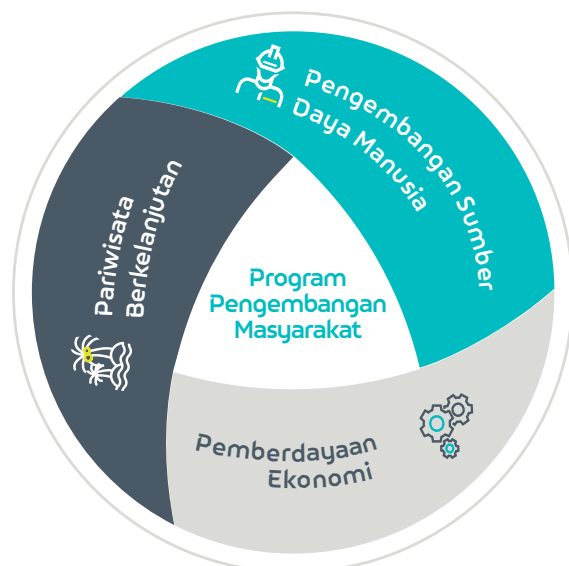 Pengembangan Sumber
Daya Manusia
Pariwisata
Berkelanjutan
Program
Pengembangan
Masyarakat
Pemberdayaan
Ekonomi